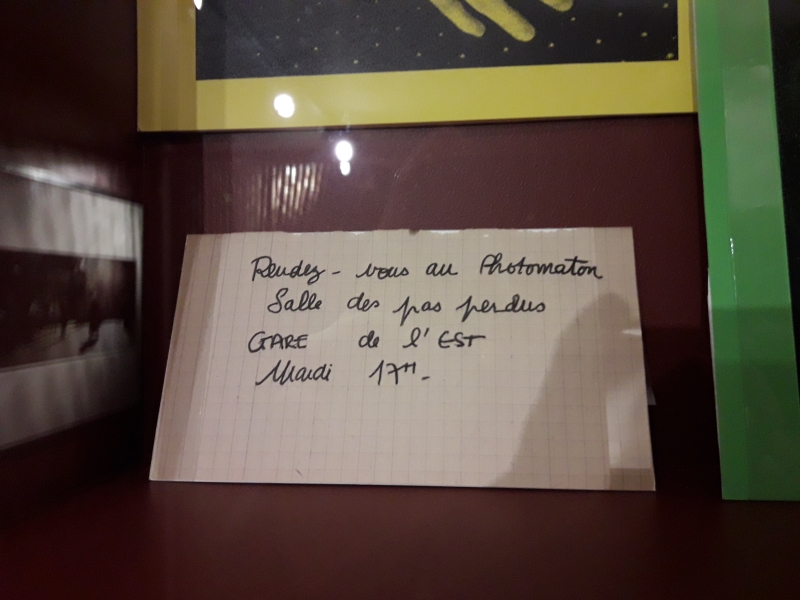 Rendez-vous au Photomaton
Salle des pas perdus
GARE de l'EST
Mardi 17H-